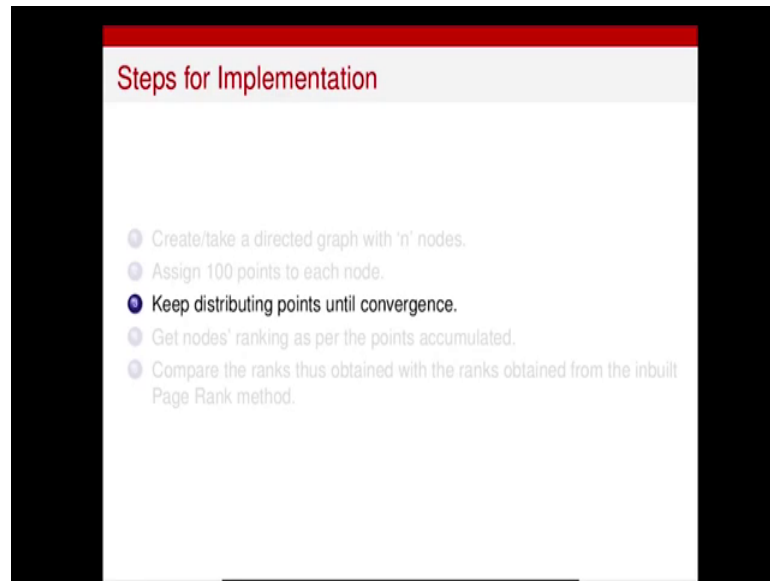 Steps for Implementation
Create/take a directed graph with 'n' nodes.
Assign 100 points to each node.
Keep distributing points until convergence.
Get nodes' ranking as per the points accumulated.
Compare the ranks thus obtained with the ranks obtained from the inbuilt
Page Rank method.